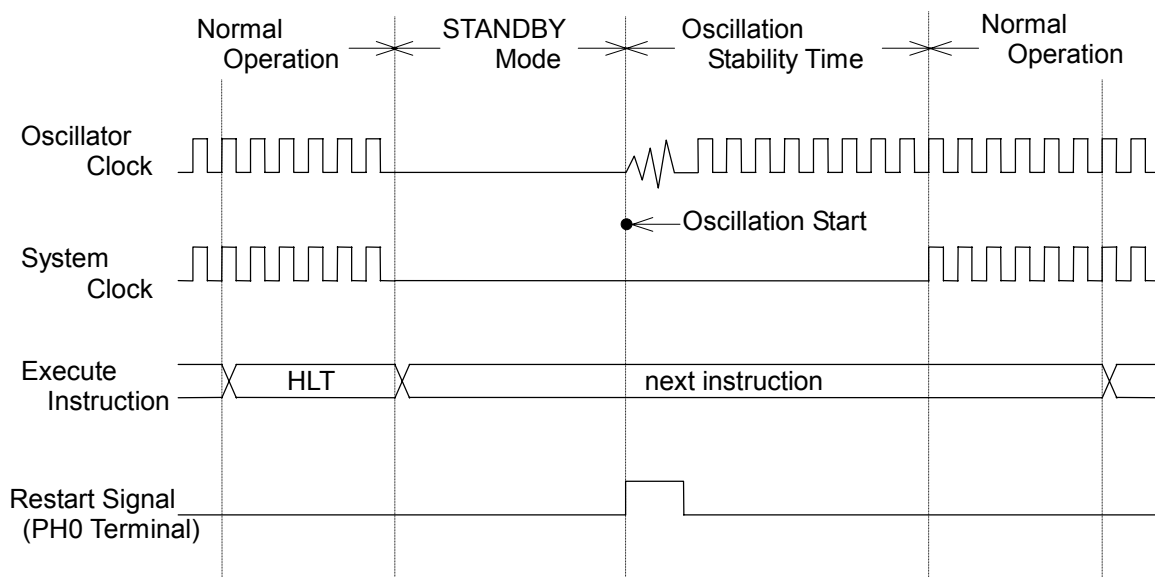 Normal
Operation
STANDBY
Mode
Oscillation
Stability Time
Normal
Operation
Oscillator
Clock
Oscillation Start
System
Clock
Execute
Instruction
HLT
next instruction
Restart Signal
(PH0 Terminal)